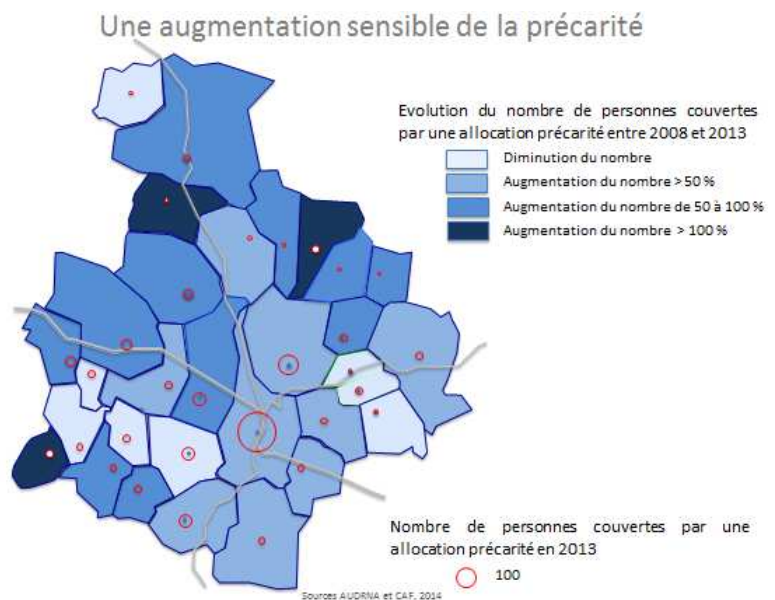 Une augmentation sensible de la précarité
Evolution du nombre de personnes couvertes
par une allocation précarité entre 2008 et 2013
Diminution du nombre
Augmentation du nombre > 50 %
Augmentation du nombre de 50 à 100 %
Augmentation du nombre > 100 %
Nombre de personnes couvertes par une
allocation précarité en 2013
100
Sources AUDRNA et CAF, 2014